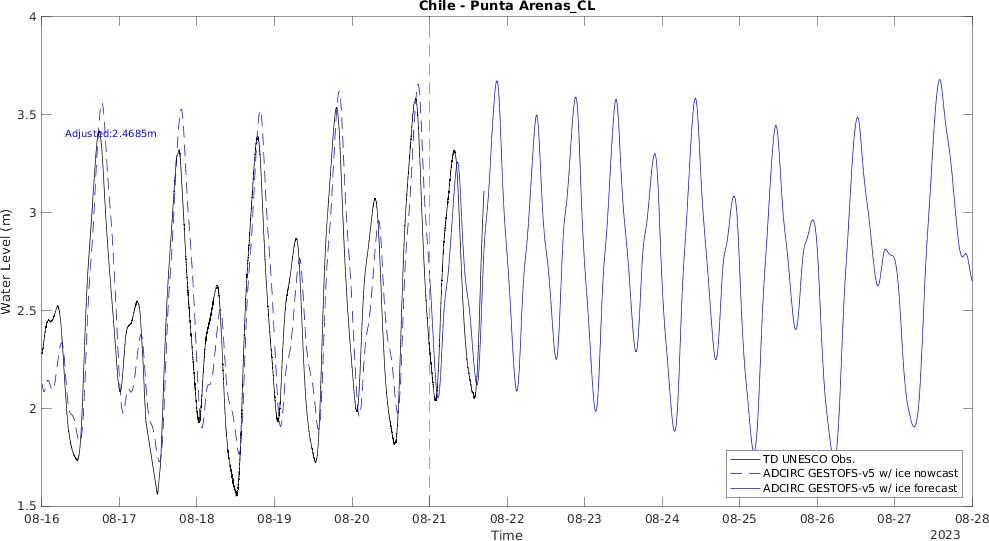 Chile - Punta Arenas_CL
4
3.5
3
2.5
2
1.5
Water Level (m)
Adjusted:2.4685m
TD UNESCO Obs.
ADCIRC GESTOFS-v5 w/ ice nowcast
ADCIRC GESTOFS-v5 w/ ice forecast
08-16 08-17 08-18 08-19 08-20 08-21 08-22 08-23 08-24 08-25 08-26 08-27 08-28
Time
2023